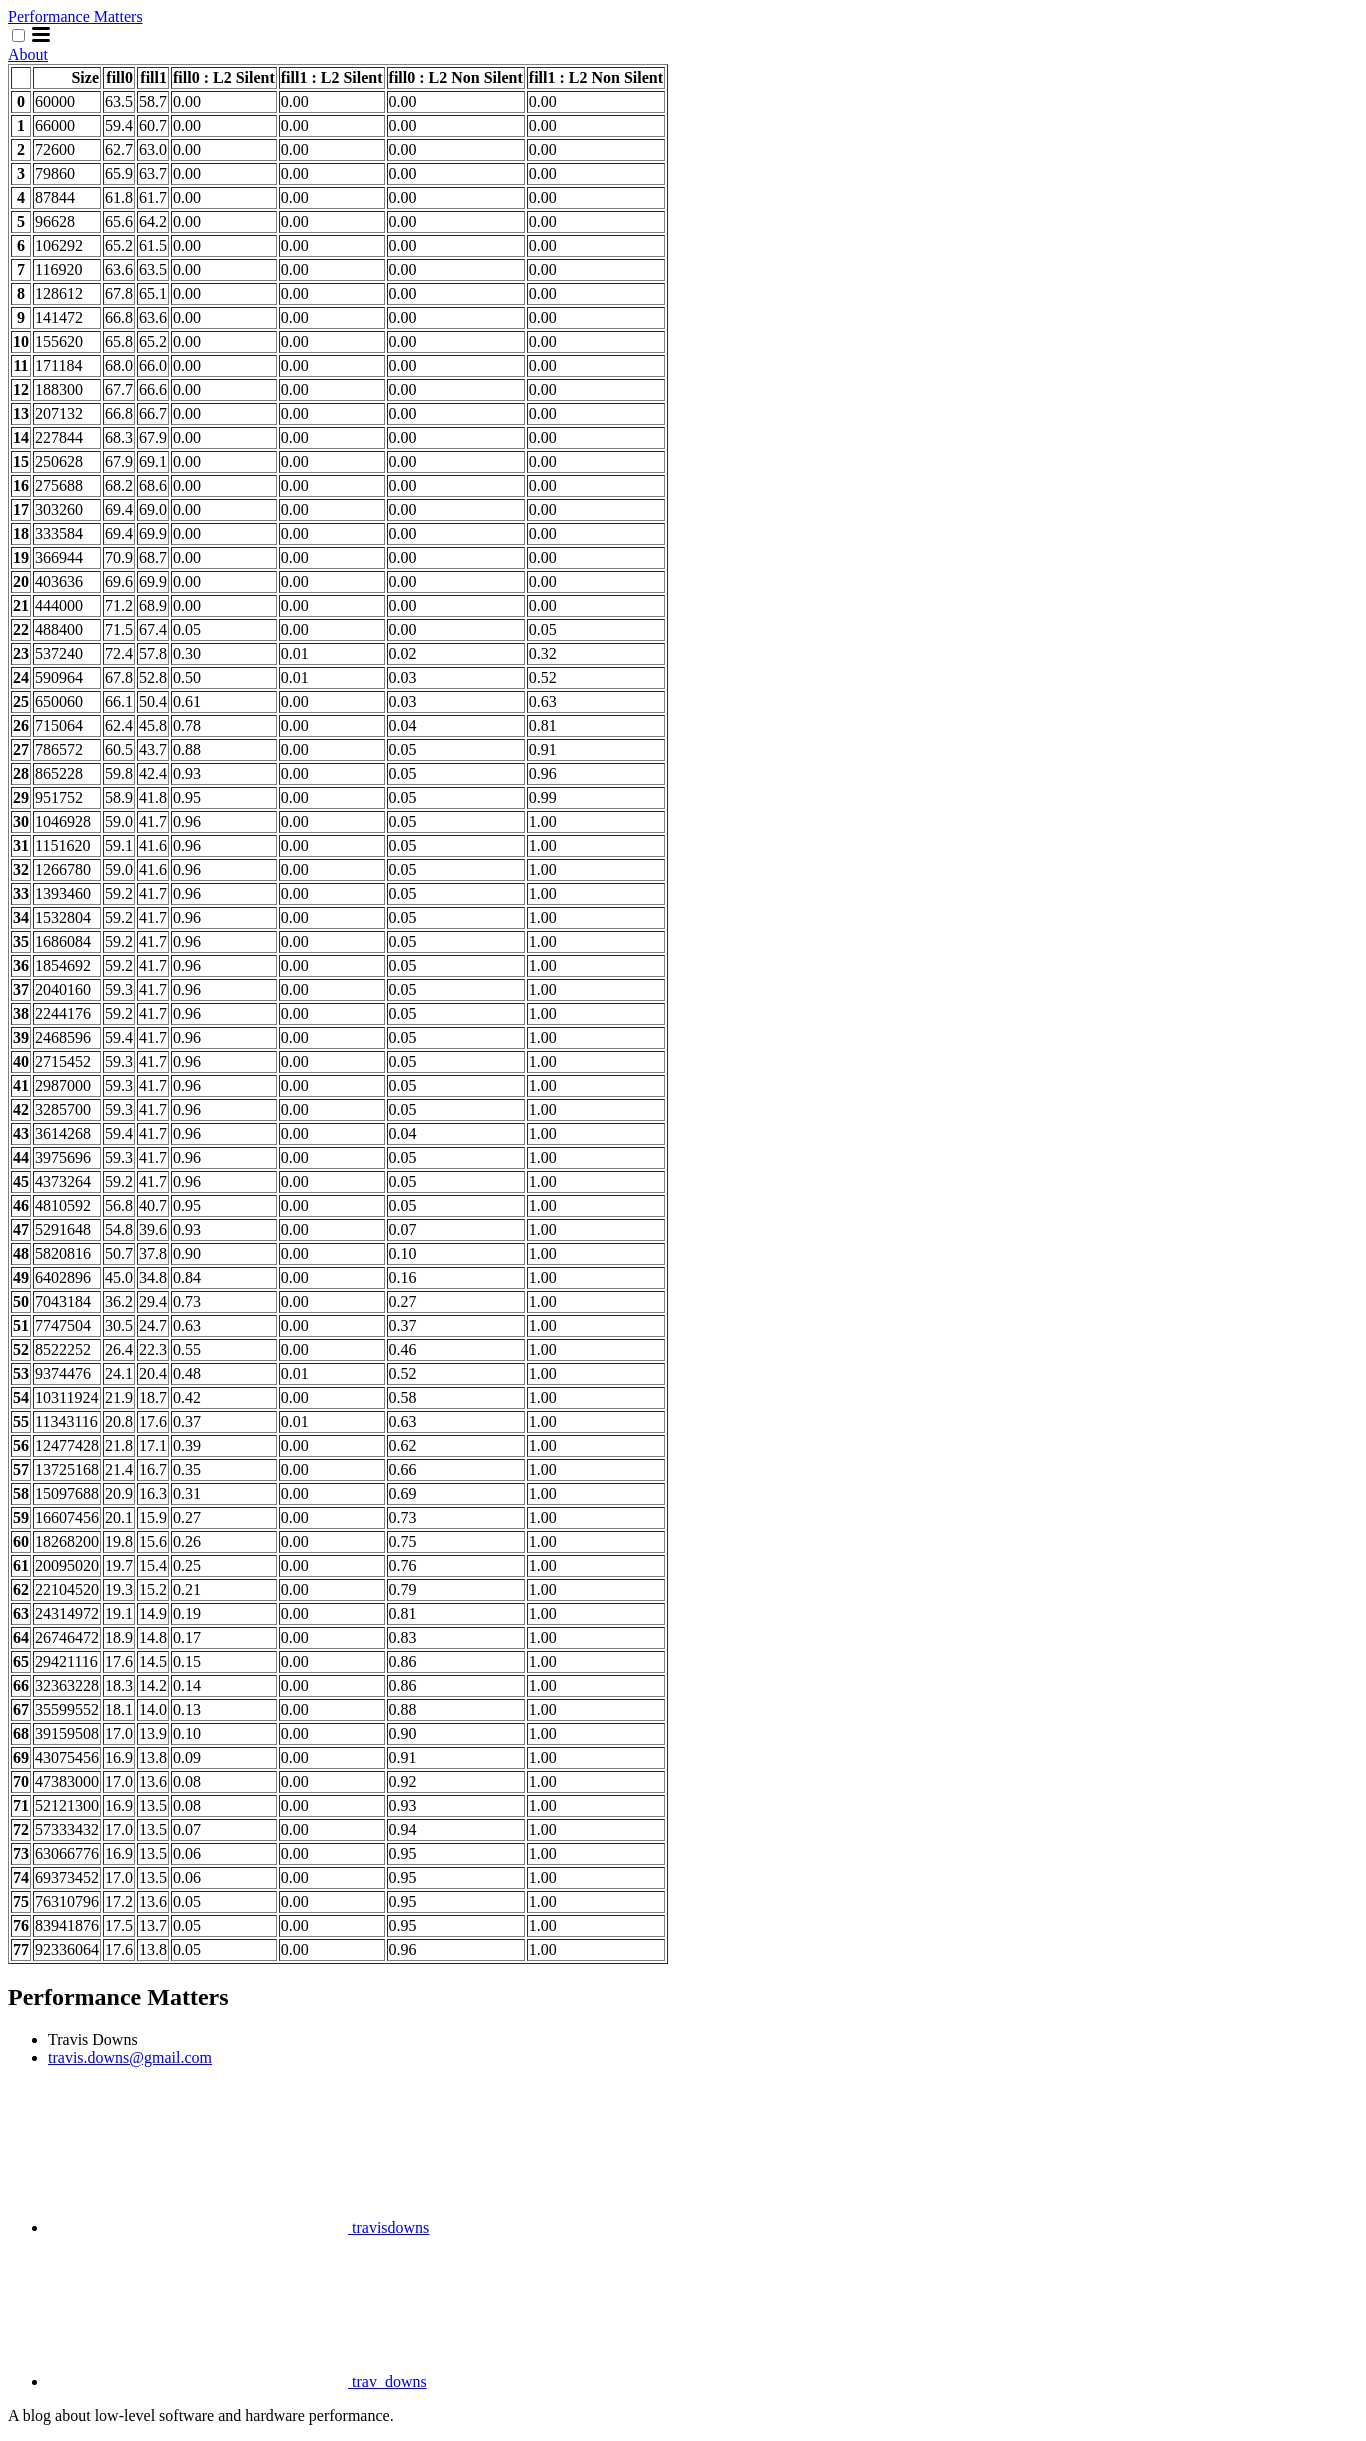 Performance Matters
About
Size fill0 fill1 fill0 : L2 Silent fill1 : L2 Silent fill0 : L2 Non Silent fill1 : L2 Non Silent
0 60000 63.5 58.7 0.00 0.00 0.00 0.00
1 66000 59.4 60.7 0.00 0.00 0.00 0.00
2 72600 62.7 63.0 0.00 0.00 0.00 0.00
3 79860 65.9 63.7 0.00 0.00 0.00 0.00
4 87844 61.8 61.7 0.00 0.00 0.00 0.00
5 96628 65.6 64.2 0.00 0.00 0.00 0.00
6 106292 65.2 61.5 0.00 0.00 0.00 0.00
7 116920 63.6 63.5 0.00 0.00 0.00 0.00
8 128612 67.8 65.1 0.00 0.00 0.00 0.00
9 141472 66.8 63.6 0.00 0.00 0.00 0.00
10 155620 65.8 65.2 0.00 0.00 0.00 0.00
11 171184 68.0 66.0 0.00 0.00 0.00 0.00
12 188300 67.7 66.6 0.00 0.00 0.00 0.00
13 207132 66.8 66.7 0.00 0.00 0.00 0.00
14 227844 68.3 67.9 0.00 0.00 0.00 0.00
15 250628 67.9 69.1 0.00 0.00 0.00 0.00
16 275688 68.2 68.6 0.00 0.00 0.00 0.00
17 303260 69.4 69.0 0.00 0.00 0.00 0.00
18 333584 69.4 69.9 0.00 0.00 0.00 0.00
19 366944 70.9 68.7 0.00 0.00 0.00 0.00
20 403636 69.6 69.9 0.00 0.00 0.00 0.00
21 444000 71.2 68.9 0.00 0.00 0.00 0.00
22 488400 71.5 67.4 0.05 0.00 0.00 0.05
23 537240 72.4 57.8 0.30 0.01 0.02 0.32
24 590964 67.8 52.8 0.50 0.01 0.03 0.52
25 650060 66.1 50.4 0.61 0.00 0.03 0.63
26 715064 62.4 45.8 0.78 0.00 0.04 0.81
27 786572 60.5 43.7 0.88 0.00 0.05 0.91
28 865228 59.8 42.4 0.93 0.00 0.05 0.96
29 951752 58.9 41.8 0.95 0.00 0.05 0.99
30 1046928 59.0 41.7 0.96 0.00 0.05 1.00
31 1151620 59.1 41.6 0.96 0.00 0.05 1.00
32 1266780 59.0 41.6 0.96 0.00 0.05 1.00
33 1393460 59.2 41.7 0.96 0.00 0.05 1.00
34 1532804 59.2 41.7 0.96 0.00 0.05 1.00
35 1686084 59.2 41.7 0.96 0.00 0.05 1.00
36 1854692 59.2 41.7 0.96 0.00 0.05 1.00
37 2040160 59.3 41.7 0.96 0.00 0.05 1.00
38 2244176 59.2 41.7 0.96 0.00 0.05 1.00
39 2468596 59.4 41.7 0.96 0.00 0.05 1.00
40 2715452 59.3 41.7 0.96 0.00 0.05 1.00
41 2987000 59.3 41.7 0.96 0.00 0.05 1.00
42 3285700 59.3 41.7 0.96 0.00 0.05 1.00
43 3614268 59.4 41.7 0.96 0.00 0.04 1.00
44 3975696 59.3 41.7 0.96 0.00 0.05 1.00
45 4373264 59.2 41.7 0.96 0.00 0.05 1.00
46 4810592 56.8 40.7 0.95 0.00 0.05 1.00
47 5291648 54.8 39.6 0.93 0.00 0.07 1.00
48 5820816 50.7 37.8 0.90 0.00 0.10 1.00
49 6402896 45.0 34.8 0.84 0.00 0.16 1.00
50 7043184 36.2 29.4 0.73 0.00 0.27 1.00
51 7747504 30.5 24.7 0.63 0.00 0.37 1.00
52 8522252 26.4 22.3 0.55 0.00 0.46 1.00
53 9374476 24.1 20.4 0.48 0.01 0.52 1.00
54 10311924 21.9 18.7 0.42 0.00 0.58 1.00
55 11343116 20.8 17.6 0.37 0.01 0.63 1.00
56 12477428 21.8 17.1 0.39 0.00 0.62 1.00
57 13725168 21.4 16.7 0.35 0.00 0.66 1.00
58 15097688 20.9 16.3 0.31 0.00 0.69 1.00
59 16607456 20.1 15.9 0.27 0.00 0.73 1.00
60 18268200 19.8 15.6 0.26 0.00 0.75 1.00
61 20095020 19.7 15.4 0.25 0.00 0.76 1.00
62 22104520 19.3 15.2 0.21 0.00 0.79 1.00
63 24314972 19.1 14.9 0.19 0.00 0.81 1.00
64 26746472 18.9 14.8 0.17 0.00 0.83 1.00
65 29421116 17.6 14.5 0.15 0.00 0.86 1.00
66 32363228 18.3 14.2 0.14 0.00 0.86 1.00
67 35599552 18.1 14.0 0.13 0.00 0.88 1.00
68 39159508 17.0 13.9 0.10 0.00 0.90 1.00
69 43075456 16.9 13.8 0.09 0.00 0.91 1.00
70 47383000 17.0 13.6 0.08 0.00 0.92 1.00
71 52121300 16.9 13.5 0.08 0.00 0.93 1.00
72 57333432 17.0 13.5 0.07 0.00 0.94 1.00
73 63066776 16.9 13.5 0.06 0.00 0.95 1.00
74 69373452 17.0 13.5 0.06 0.00 0.95 1.00
75 76310796 17.2 13.6 0.05 0.00 0.95 1.00
76 83941876 17.5 13.7 0.05 0.00 0.95 1.00
77 92336064 17.6 13.8 0.05 0.00 0.96 1.00
Performance Matters
Travis Downs
travis.downs@gmail.com
travisdowns
trav_downs
A blog about low-level software and hardware performance.